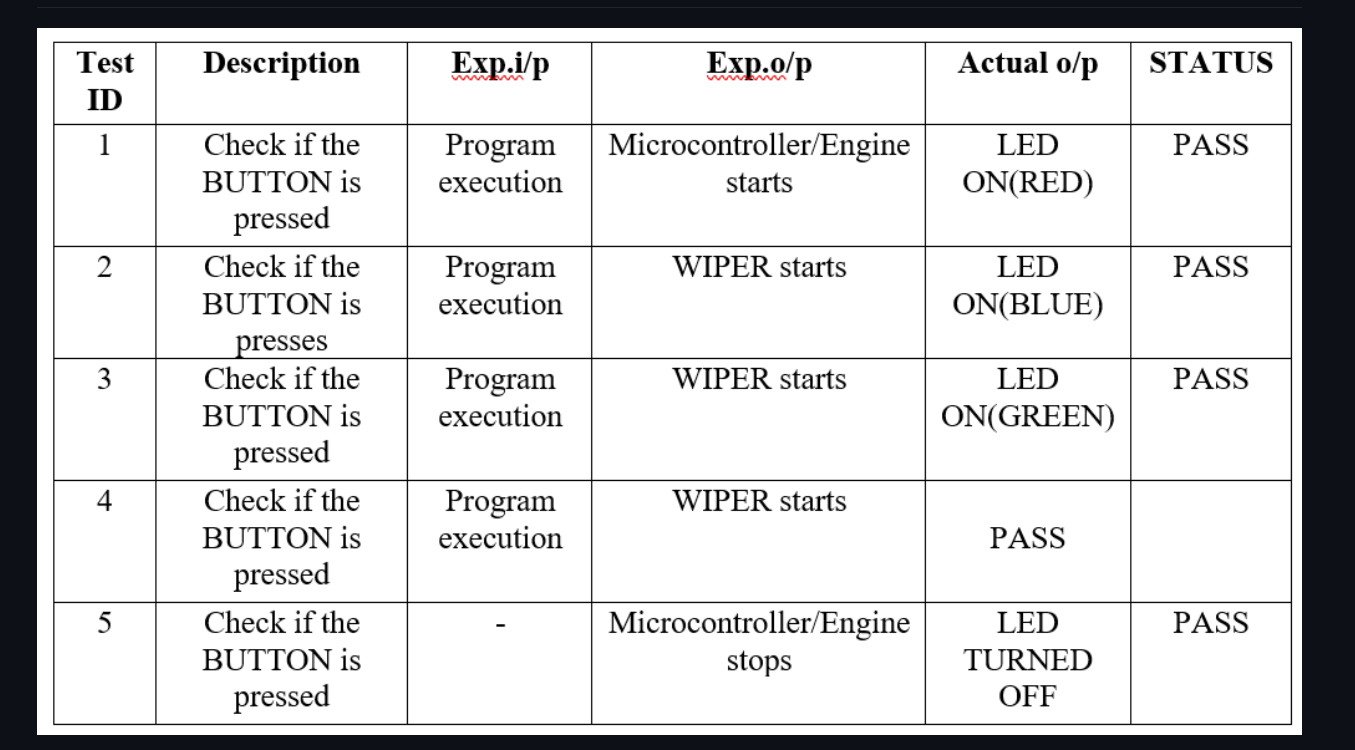 Test ID Description Exp.i/p Exp.o/p Actual o/p STATUS
1 Check if the BUTTON is pressed Program execution Microcontroller/Engine starts LED ON(RED) PASS
2 Check if the BUTTON is presses Program execution WIPER starts LED ON(BLUE) PASS
3 Check if the BUTTON is pressed Program execution WIPER starts LED ON(GREEN) PASS
4 Check if the BUTTON is pressed Program execution WIPER starts PASS
5 Check if the BUTTON is pressed - Microcontroller/Engine stops LED TURNED OFF PASS